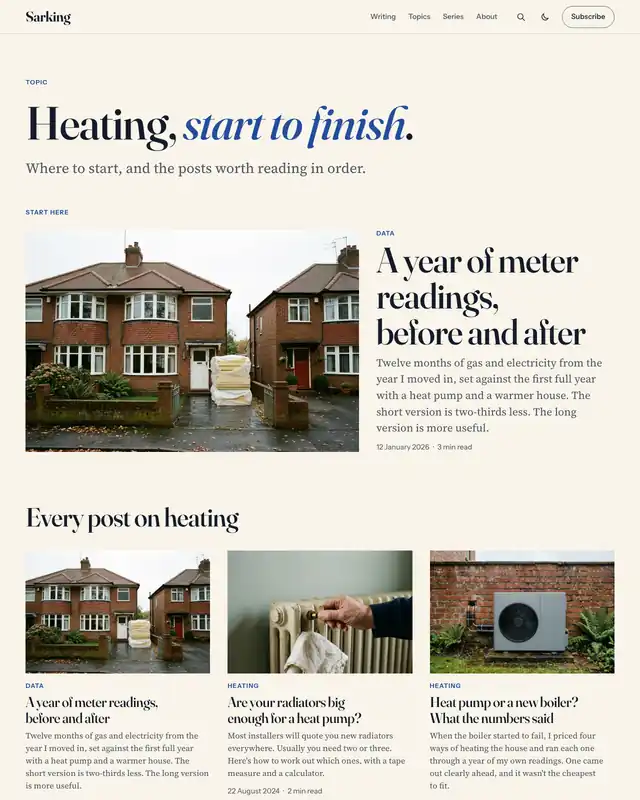 Sarking
Writing Topics Series About Subscribe
TOPIC
Heating, start to finish.
Where to start, and the posts worth reading in order.
START HERE
DATA
A year of meter
readings,
before and after
Twelve months of gas and electricity from the
year I moved in, set against the first full year
with a heat pump and a warmer house. The
short version is two-thirds less. The long
version is more useful.
12 January 2026 · 3 min read
Every post on heating
DATA
A year of meter readings,
before and after
Twelve months of gas and electricity from the
year I moved in, set against the first full year
with a heat pump and a warmer house. The
short version is two-thirds less. The long version
is more useful.
HEATING
Are your radiators big
enough for a heat pump?
Most installers will quote you new radiators
everywhere. Usually you need two or three.
Here's how to work out which ones, with a tape
measure and a calculator.
22 August 2024 · 2 min read
HEATING
Heat pump or a new boiler?
What the numbers said
When the boiler started to fail, I priced four
ways of heating the house and ran each one
through a year of my own readings. One came
out clearly ahead, and it wasn't the cheapest
to fit.